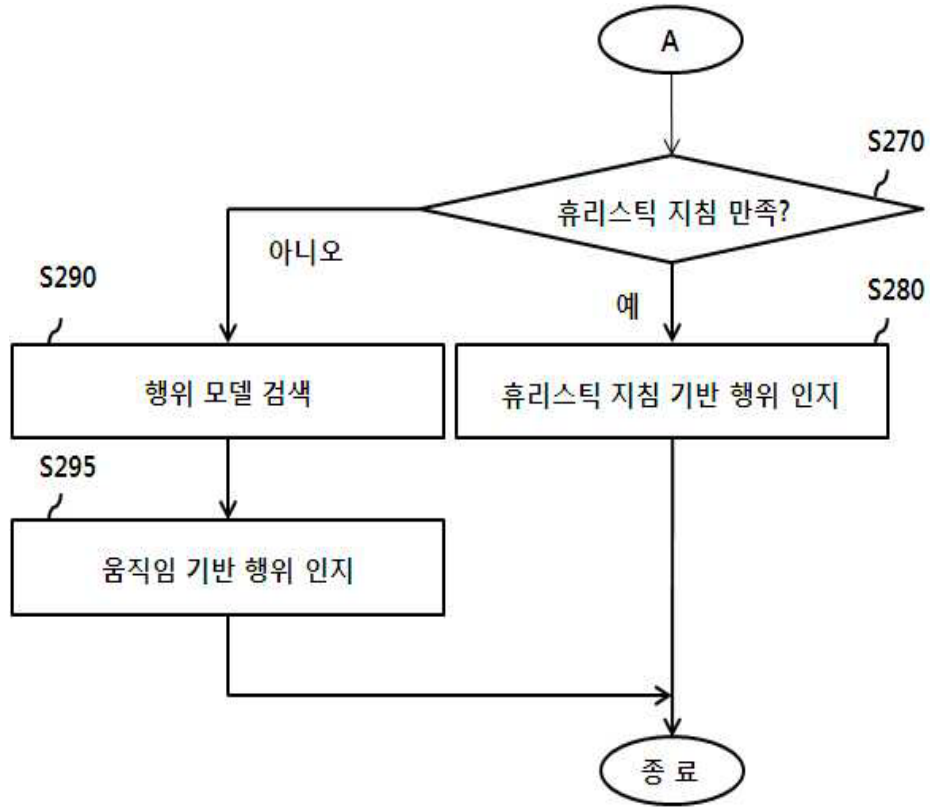 A
S270
휴리스틱 지침 만족?
아니오
예
S290
S280
행위 모델 검색
휴리스틱 지침 기반 행위 인지
S295
움직임 기반 행위 인지
종 료